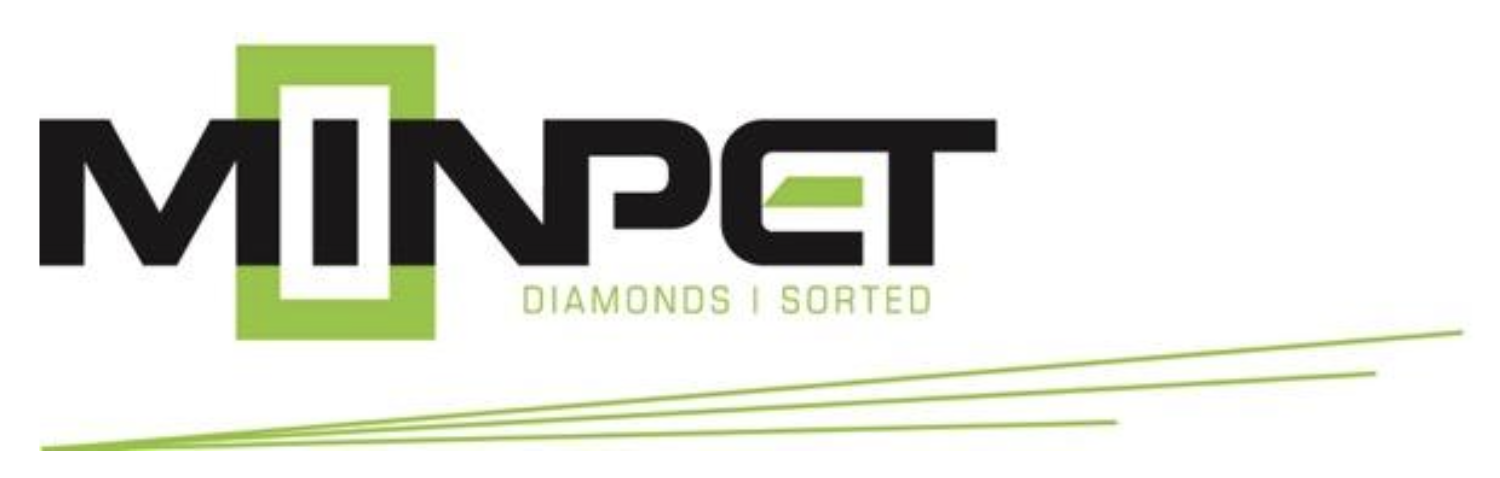 MINPET
DIAMONDS | SORTED